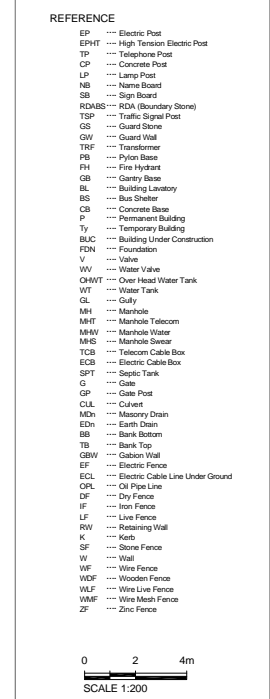 REFERENCE
EP ---- Electric Post
EPHT ---- High Tension Electric Post
TP ---- Telephone Post
CP ---- Concrete Post
LP ---- Lamp Post
NB ---- Name Board
SB ---- Sign Board
RDABS ---- RDA (Boundary Stone)
TSP ---- Traffic Signal Post
GS ---- Guard Stone
GW ---- Guard Wall
TRF ---- Transformer
PB ---- Pylon Base
FH ---- Fire Hydrant
GB ---- Gantry Base
BL ---- Building Lavatory
BS ---- Bus Shelter
CB ---- Concrete Base
P ---- Permanent Building
Ty ---- Temporary Building
BUC ---- Building Under Construction
FDN ---- Foundation
V ---- Valve
WV ---- Water Valve
OHWT ---- Over Head Water Tank
WT ---- Water Tank
GL ---- Gully
MH ---- Manhole
MHT ---- Manhole Telecom
MHW ---- Manhole Water
MHS ---- Manhole Swear
TCB ---- Telecom Cable Box
ECB ---- Electric Cable Box
SPT ---- Septic Tank
G ---- Gate
GP ---- Gate Post
CUL ---- Culvert
MDn ---- Masonry Drain
EDn ---- Earth Drain
BB ---- Bank Bottom
TB ---- Bank Top
GBW ---- Gabion Wall
EF ---- Electric Fence
ECL ---- Electric Cable Line Under Ground
OPL ---- Oil Pipe Line
DF ---- Dry Fence
IF ---- Iron Fence
LF ---- Live Fence
RW ---- Retaining Wall
K ---- Kerb
SF ---- Stone Fence
W ---- Wall
WF ---- Wire Fence
WDF ---- Wooden Fence
WLF ---- Wire Live Fence
WMF ---- Wire Mesh Fence
ZF ---- Zinc Fence
0 2 4m
SCALE 1:200